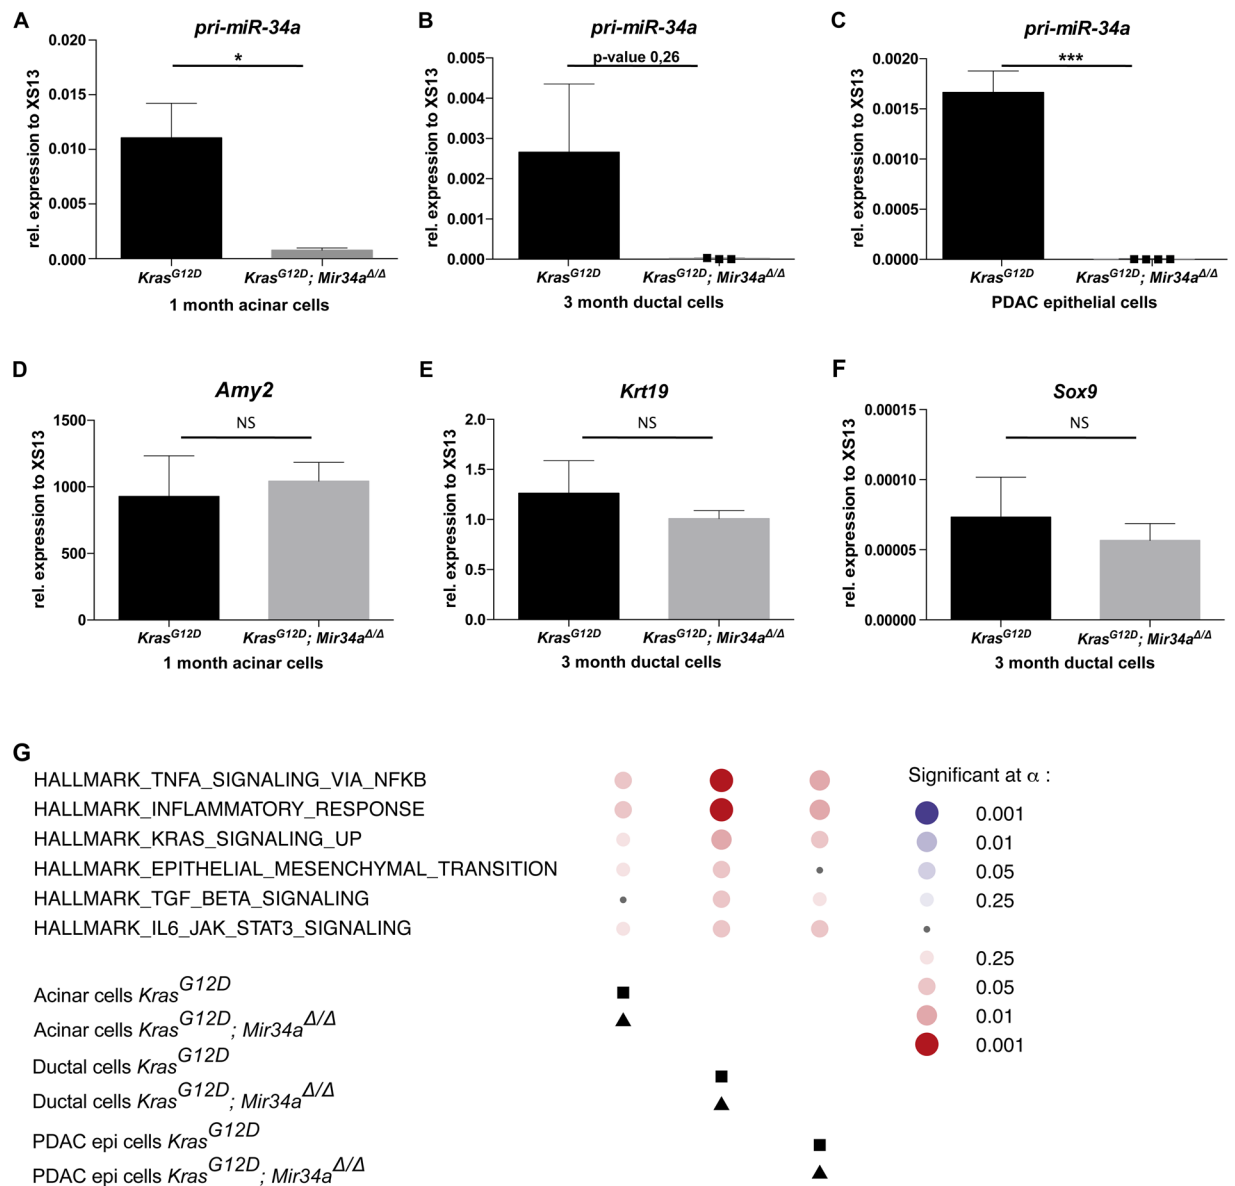 A
pri-miR-34a
*
rel. expression to XS13
0.020
0.015
0.010
0.005
0.000
KrasG12D
KrasG12D; Mir34aΔ/Δ
1 month acinar cells
B
pri-miR-34a
p-value 0,26
rel. expression to XS13
0.005
0.004
0.003
0.002
0.001
0.000
KrasG12D
KrasG12D; Mir34aΔ/Δ
3 month ductal cells
C
pri-miR-34a
***
rel. expression to XS13
0.0020
0.0015
0.0010
0.0005
0.0000
KrasG12D
KrasG12D; Mir34aΔ/Δ
PDAC epithelial cells
D
Amy2
NS
rel. expression to XS13
1500
1000
500
0
KrasG12D
KrasG12D; Mir34aΔ/Δ
1 month acinar cells
E
Krt19
NS
rel. expression to XS13
2.0
1.5
1.0
0.5
0.0
KrasG12D
KrasG12D; Mir34aΔ/Δ
3 month ductal cells
F
Sox9
NS
rel. expression to XS13
0.00015
0.00010
0.00005
0.00000
KrasG12D
KrasG12D; Mir34aΔ/Δ
3 month ductal cells
G
HALLMARK_TNFA_SIGNALING_VIA_NFKB
HALLMARK_INFLAMMATORY_RESPONSE
HALLMARK_KRAS_SIGNALING_UP
HALLMARK_EPITHELIAL_MESENCHYMAL_TRANSITION
HALLMARK_TGF_BETA_SIGNALING
HALLMARK_IL6_JAK_STAT3_SIGNALING
Acinar cells KrasG12D
Acinar cells KrasG12D; Mir34aΔ/Δ
Ductal cells KrasG12D
Ductal cells KrasG12D; Mir34aΔ/Δ
PDAC epi cells KrasG12D
PDAC epi cells KrasG12D; Mir34aΔ/Δ
Significant at α :
0.001
0.01
0.05
0.25
0.25
0.05
0.01
0.001